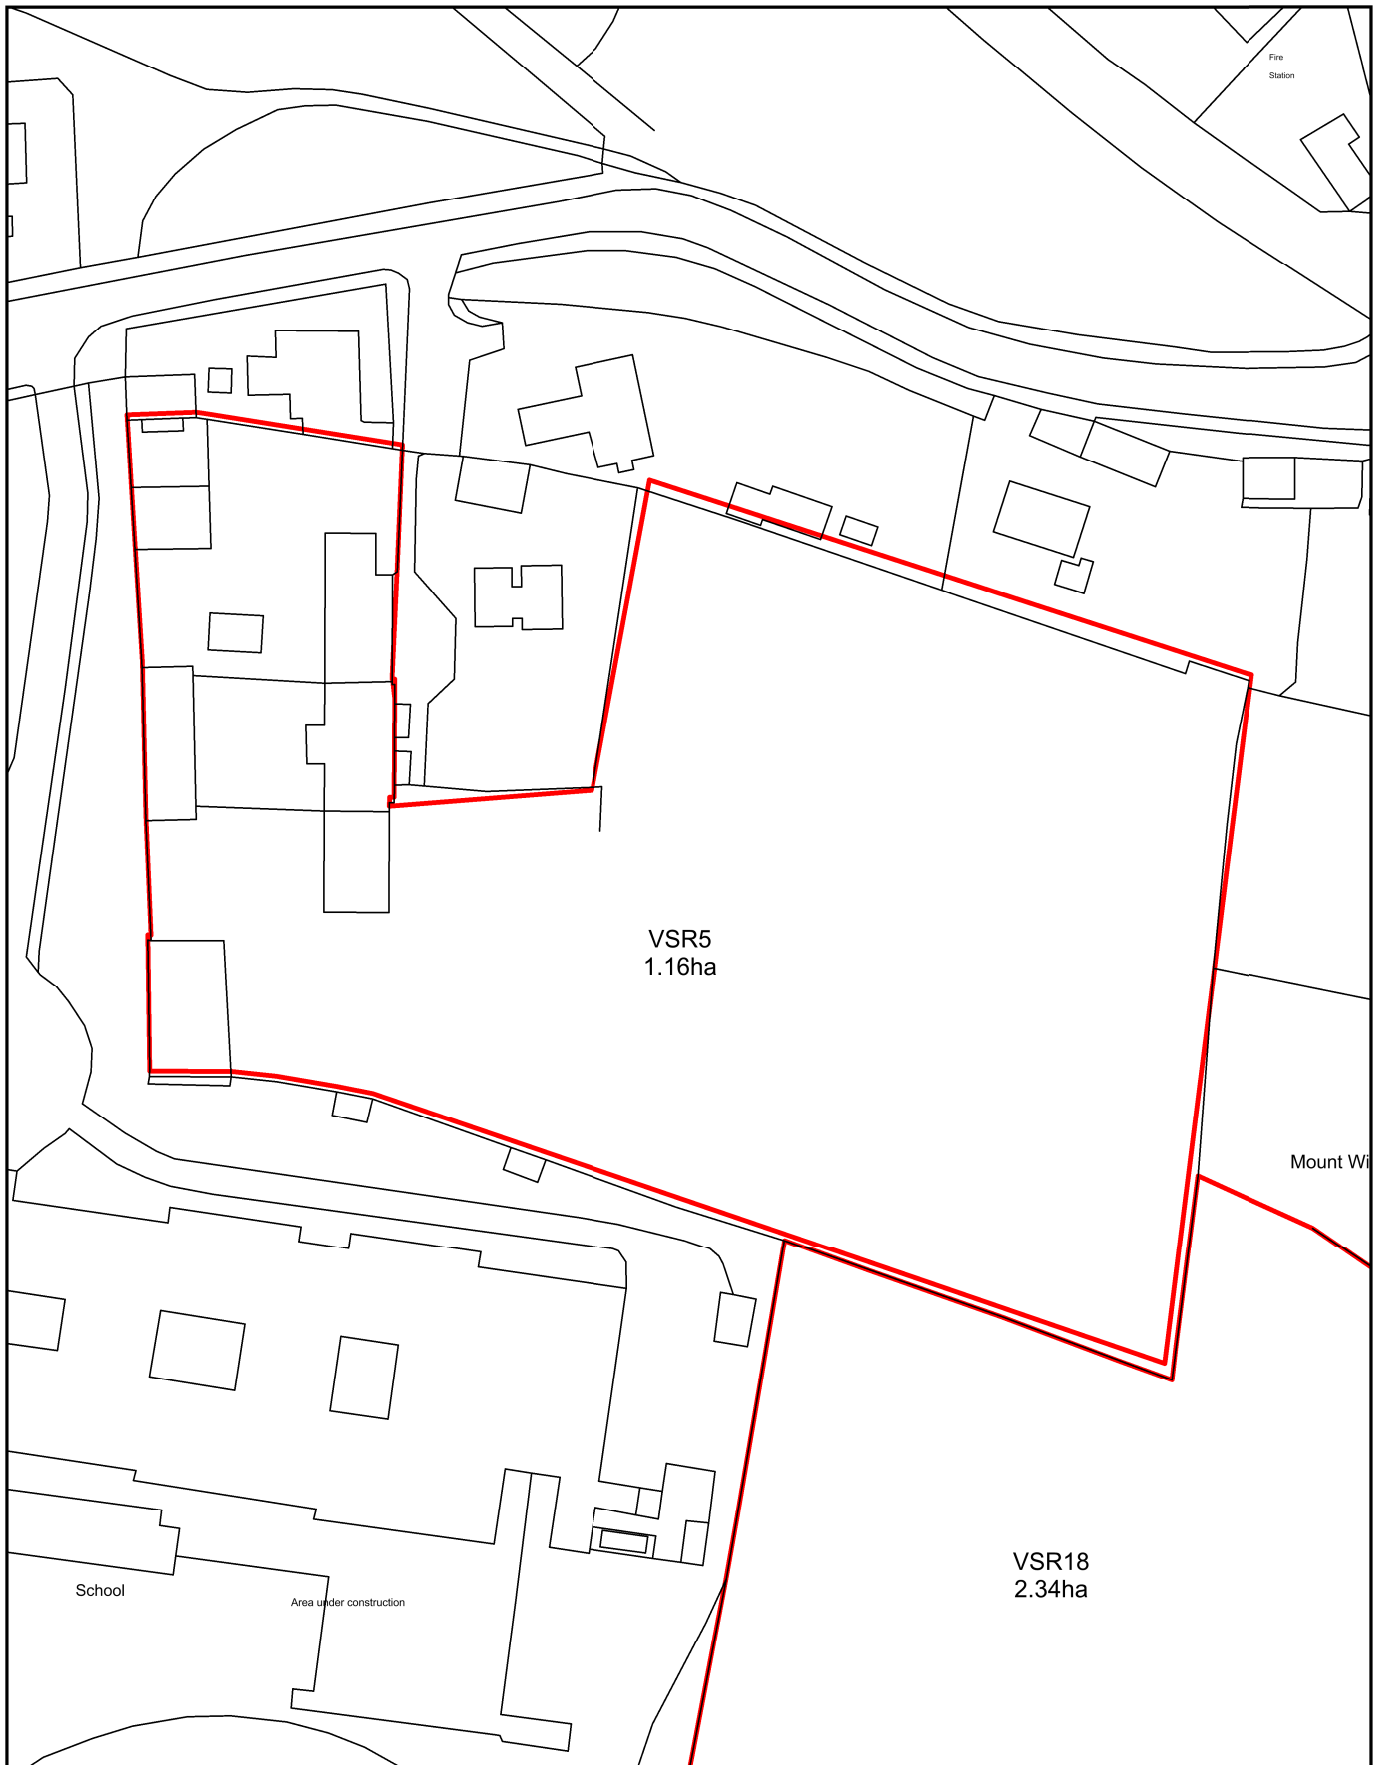 Fire
Station
VSR5
1.16ha
Mount Wi
VSR18
2.34ha
School
Area under construction